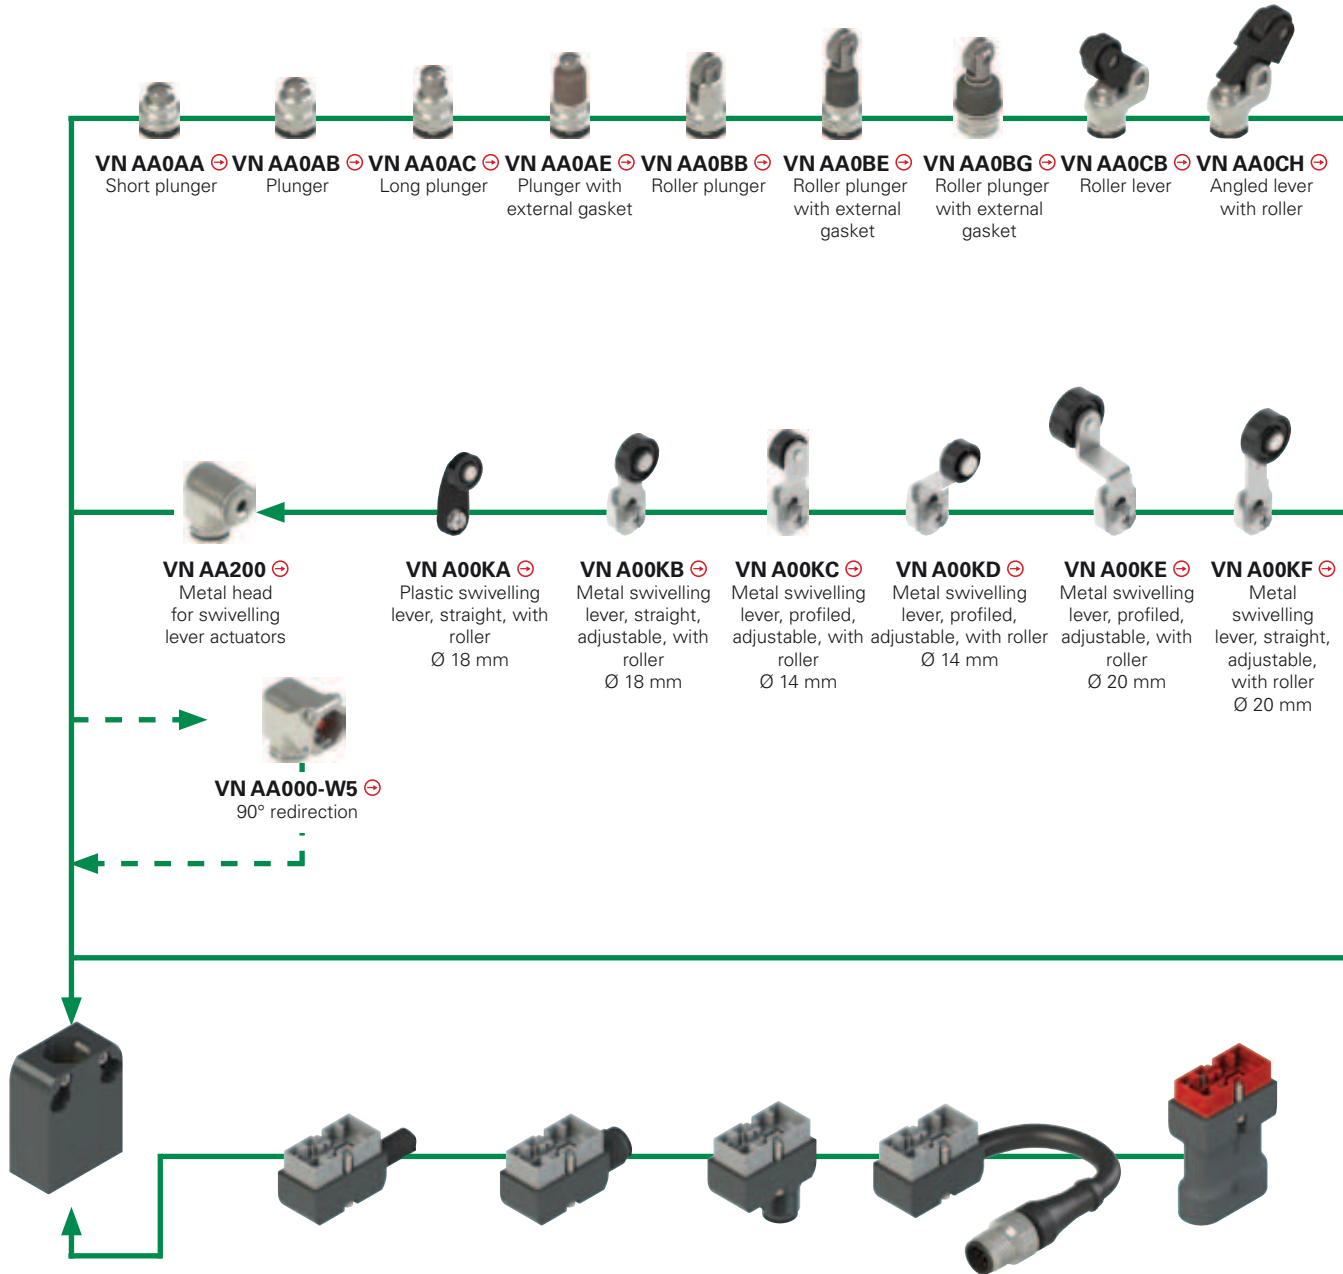 VN AA0AA
Short plunger
VN AA0AB
Plunger
VN AA0AC
Long plunger
VN AA0AE
Plunger with
external gasket
VN AA0BB
Roller plunger
VN AA0BE
Roller plunger
with external
gasket
VN AA0BG
Roller plunger
with external
gasket
VN AA0CB
Roller lever
VN AA0CH
Angled lever
with roller
VN AA200
Metal head
for swivelling
lever actuators
VN A00KA
Plastic swivelling
lever, straight, with
roller
Ø 18 mm
VN A00KB
Metal swivelling
lever, straight,
adjustable, with
roller
Ø 18 mm
VN A00KC
Metal swivelling
lever, profiled,
adjustable, with
roller
Ø 14 mm
VN A00KD
Metal swivelling
lever, profiled,
adjustable, with roller
Ø 14 mm
VN A00KE
Metal swivelling
lever, profiled,
adjustable, with
roller
Ø 20 mm
VN A00KF
Metal
swivelling
lever, straight,
adjustable,
with roller
Ø 20 mm
VN AA000-W5
90° redirection